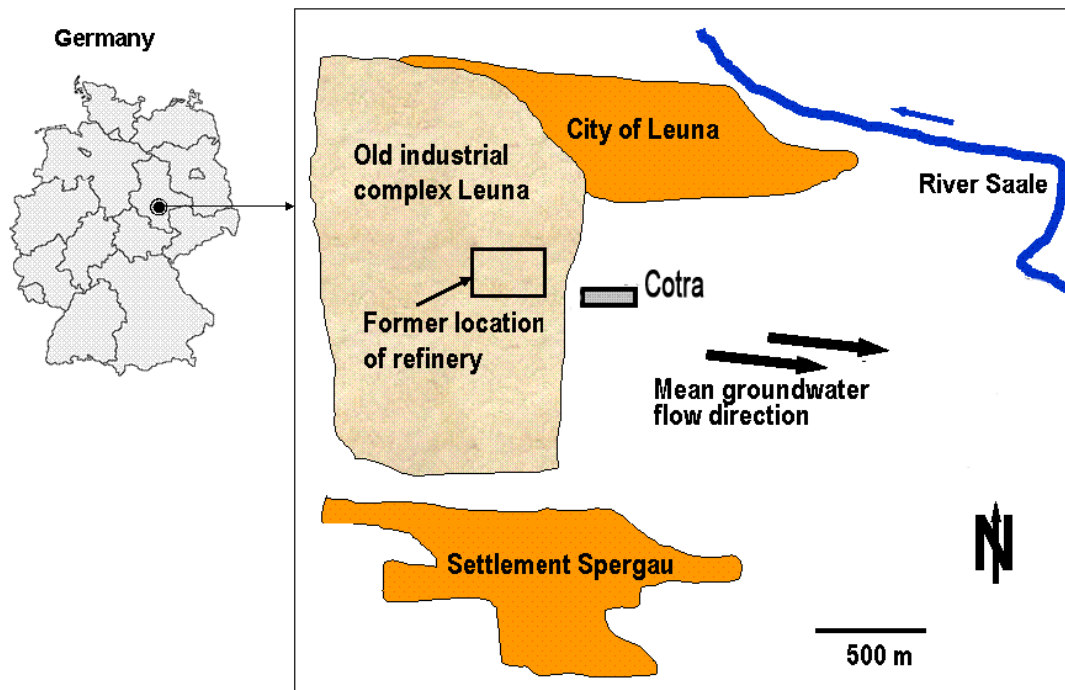 Germany
City of Leuna
Old industrial
complex Leuna
River Saale
Cotra
Former location
of refinery
Mean groundwater
flow direction
N
Settlement Spergau
500 m